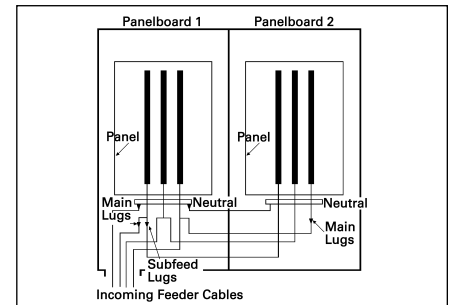 Panelboard 1
Panelboard 2
Panel
Panel
Main
Lugs
Neutral
Neutral
Main
Lugs
Subfeed
Lugs
Incoming Feeder Cables